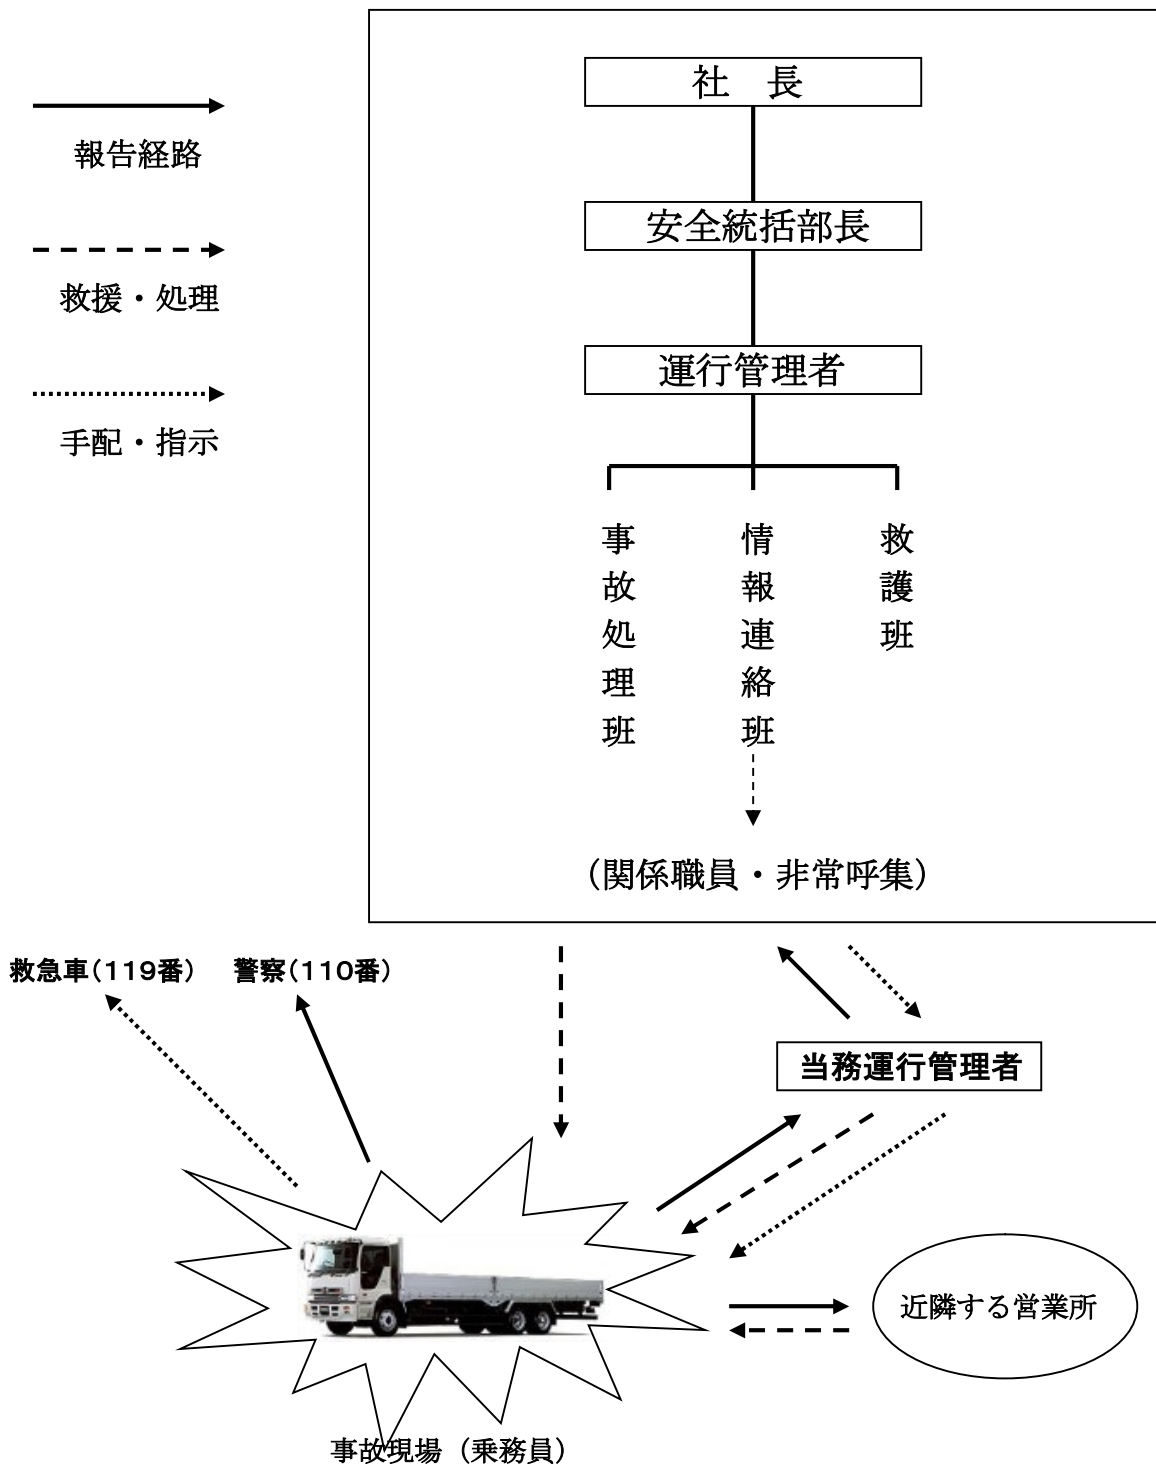 社　長
報告経路
安全統括部長
救援・処理
運行管理者
手配・指示
事故処理班
情報連絡班
救護班
（関係職員・非常呼集）
救急車（１１９番）
警察（１１０番）
当務運行管理者
近隣する営業所
事故現場（乗務員）